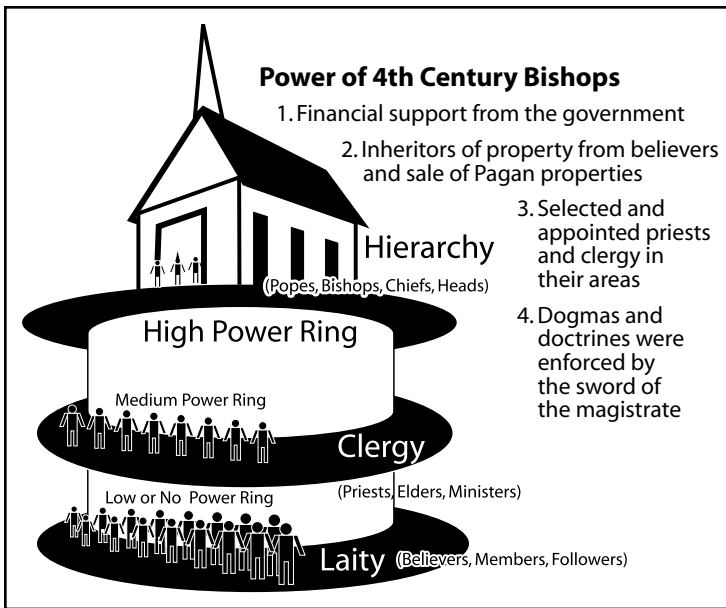 Power of 4th Century Bishops
1. Financial support from the government
2. Inheritors of property from believers
and sale of Pagan properties
3. Selected and
appointed priests
and clergy in
their areas
4. Dogmas and
doctrines were
enforced by
the sword of
the magistrate
Hierarchy
(Popes, Bishops, Chiefs, Heads)
High Power Ring
Medium Power Ring
Clergy
(Priests, Elders, Ministers)
Low or No Power Ring
Laity (Believers, Members, Followers)